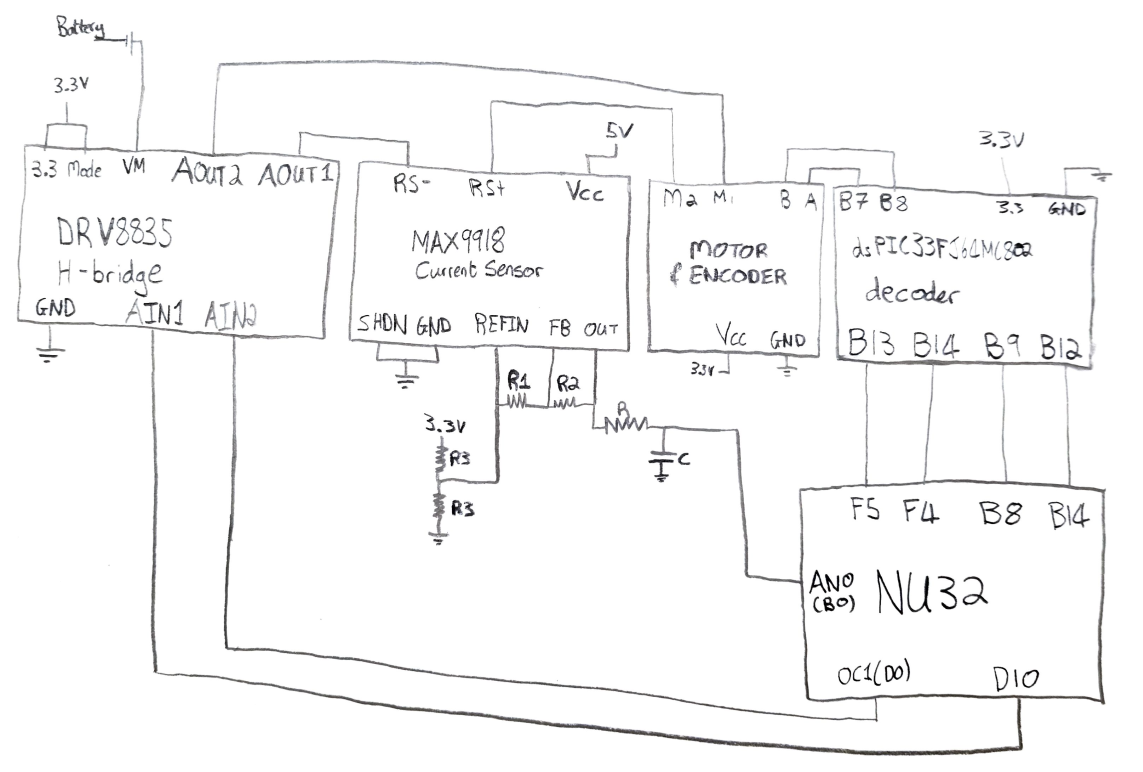 Battery
3.3V
3.3 Mode VM AOUT2 AOUT1
DRV8835
H-bridge
GND AIN1 AIN2
5V
RS- RS+ Vcc
MAX9918
Current Sensor
SHDN GND REFIN FB OUT
R1 R2
3.3V
R3
R3
R
C
M2 M1 B A
MOTOR
& ENCODER
Vcc GND
3.3V
3.3V
B7 B8 3.3 GND
dsPIC33FJ64MC802
decoder
B13 B14 B9 B12
F5 F4 B8 B14
AN0
(B0)
NU32
OC1(D0) D10